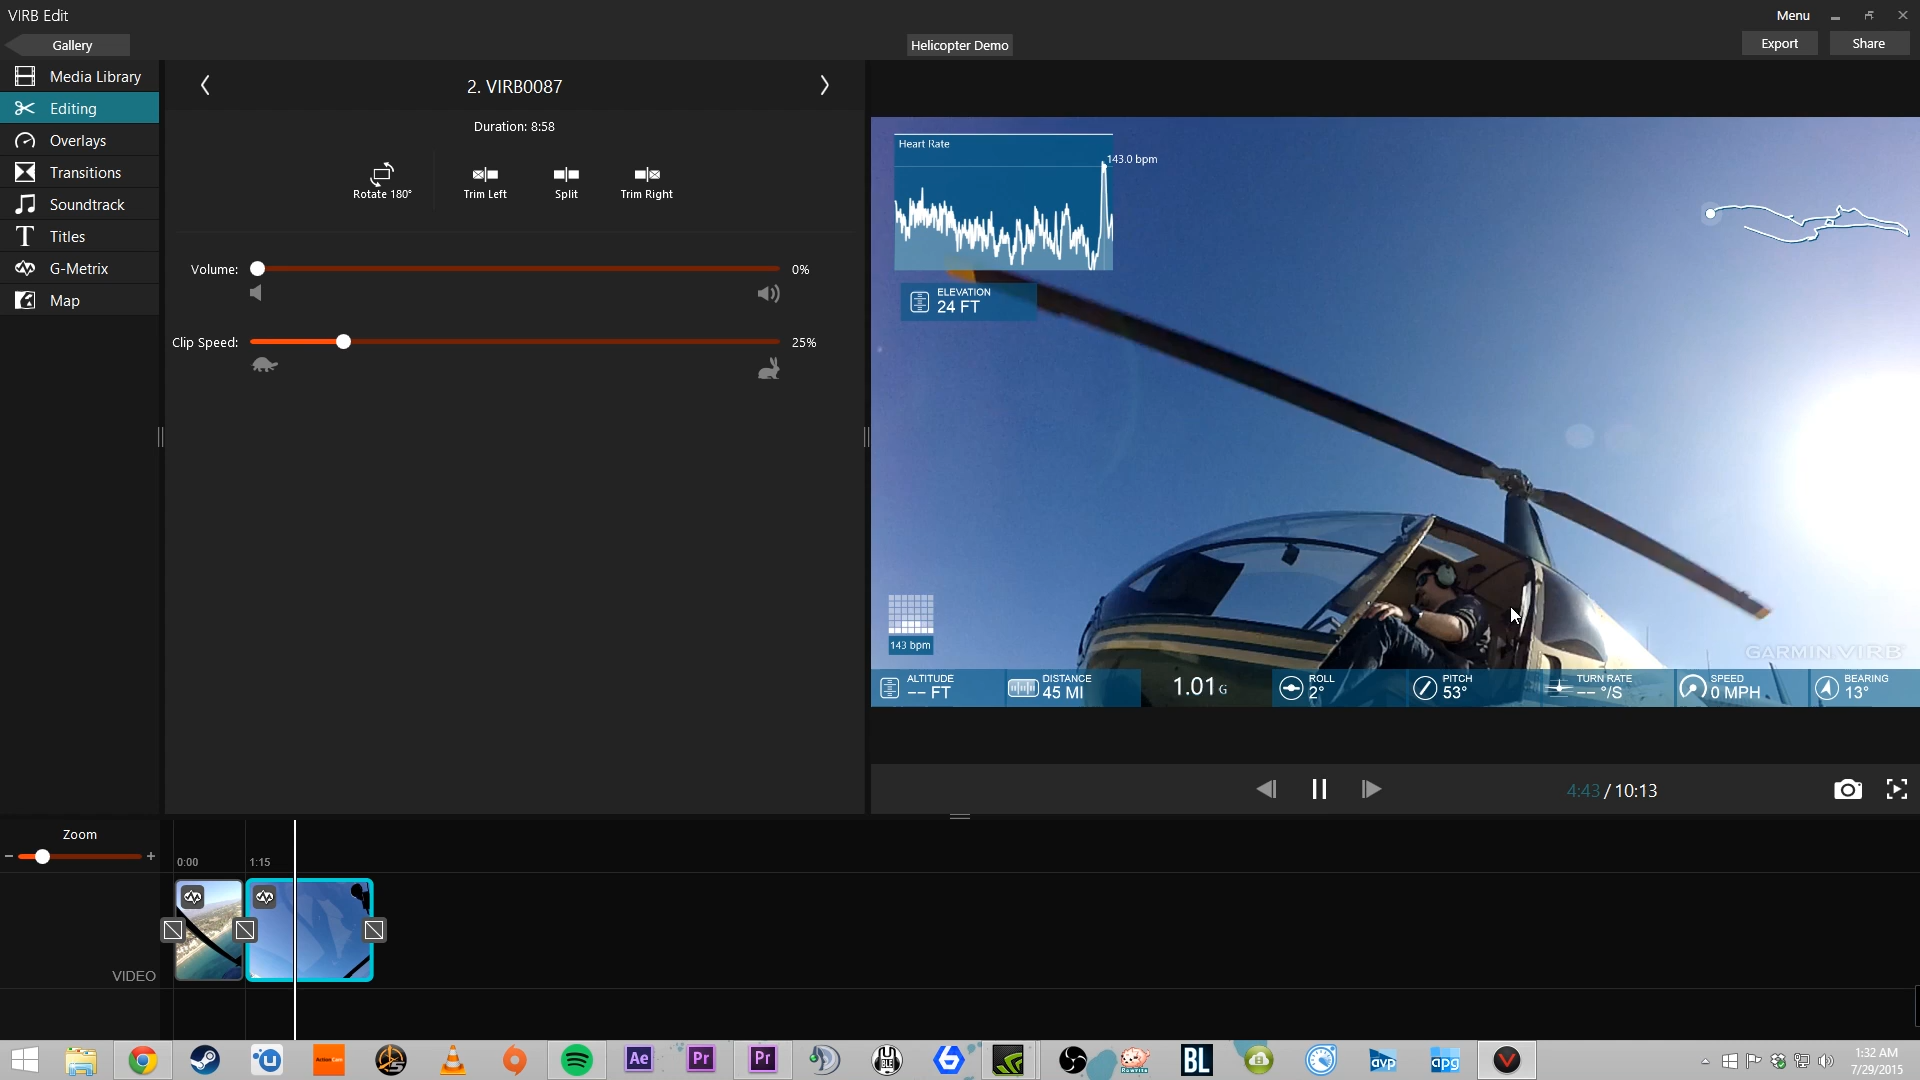 VIRB Edit
Menu
Gallery
Helicopter Demo
Export
Share
Media Library
Editing
Overlays
Transitions
Soundtrack
Titles
G-Metrix
Map
2. VIRB0087
Duration: 8:58
Rotate 180°
Trim Left
Split
Trim Right
Volume:
0%
Clip Speed:
25%
Heart Rate
143.0 bpm
ELEVATION
24 FT
143 bpm
GARMIN VIRB
ALTITUDE
-- FT
DISTANCE
45 MI
1.01 G
ROLL
2°
PITCH
53°
TURN RATE
-- °/S
SPEED
0 MPH
BEARING
13°
4:43 / 10:13
Zoom
0:00
1:15
VIDEO
Ae
Pr
Pr
BL
avp
apg
1:32 AM
7/29/2015